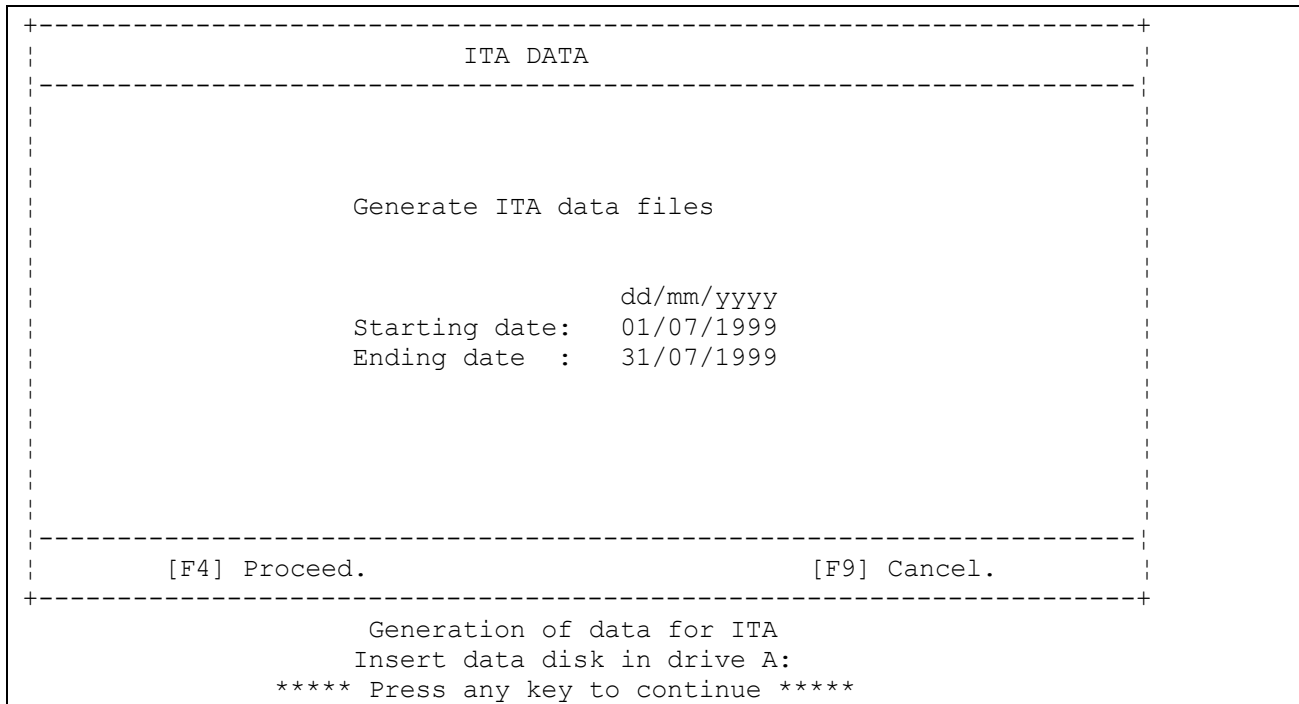 ITA DATA
Generate ITA data files
dd/mm/yyyy
Starting date: 01/07/1999
Ending date : 31/07/1999
[F4] Proceed. [F9] Cancel.
Generation of data for ITA
Insert data disk in drive A:
***** Press any key to continue *****